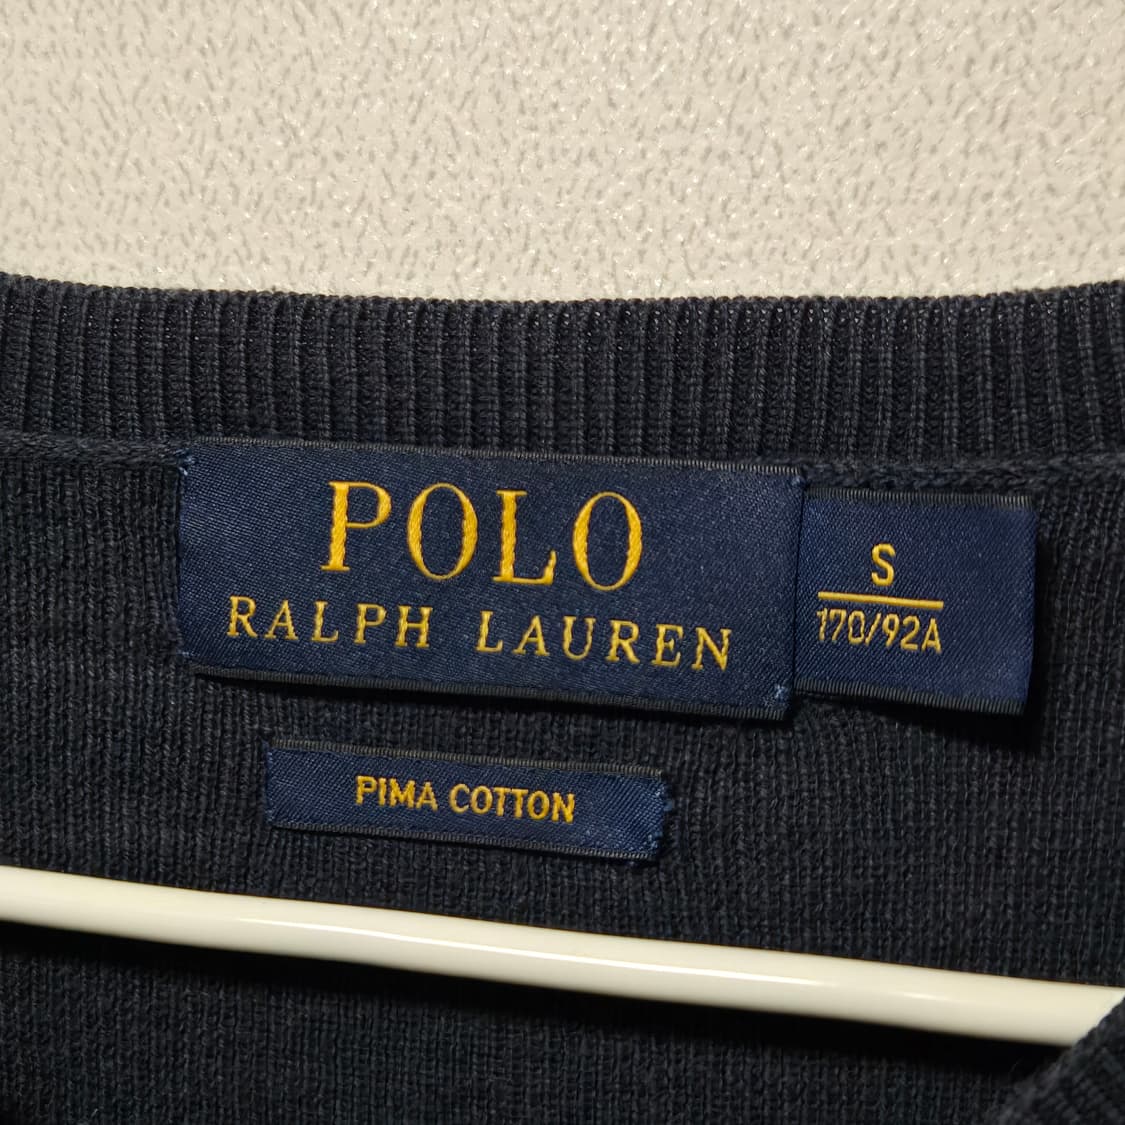 POLO
RALPH LAUREN
S
170/92A
PIMA COTTON